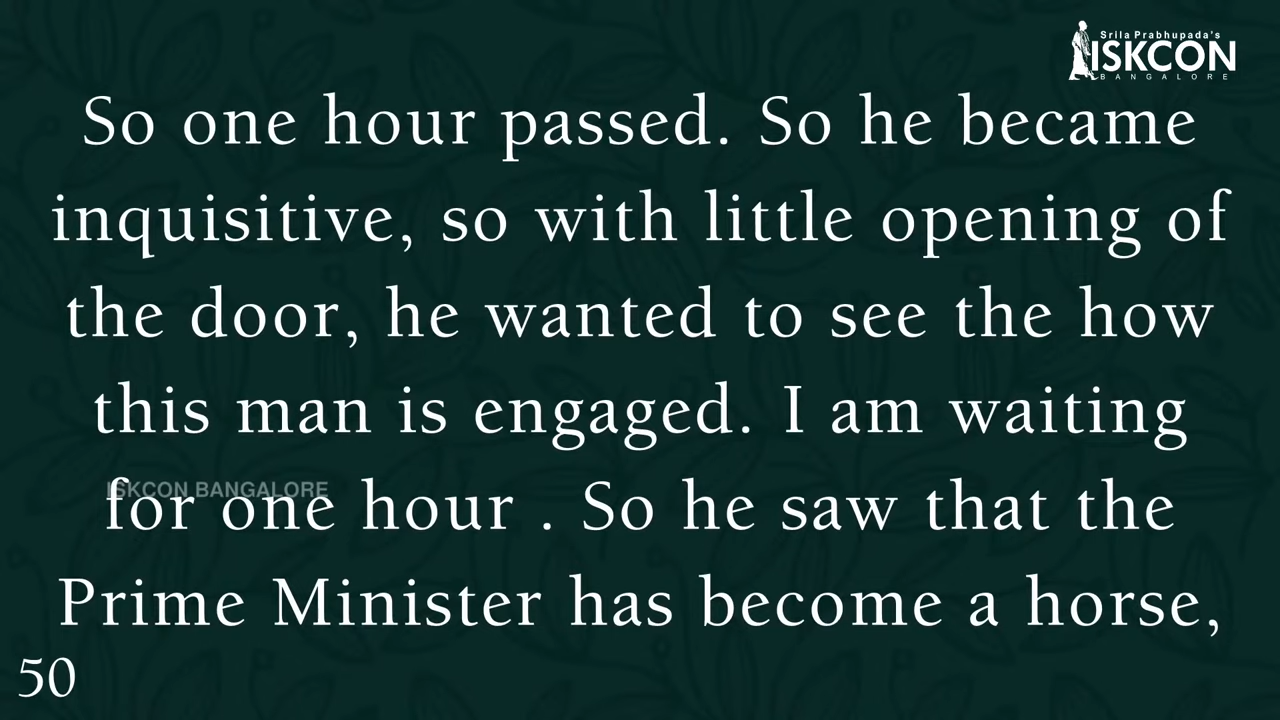 Srila Prabhupada's
ISKCON
BANGALORE
So one hour passed. So he became
inquisitive, so with little opening of
the door, he wanted to see the how
this man is engaged. I am waiting
ISKCON BANGALORE
for one hour . So he saw that the
Prime Minister has become a horse,
50